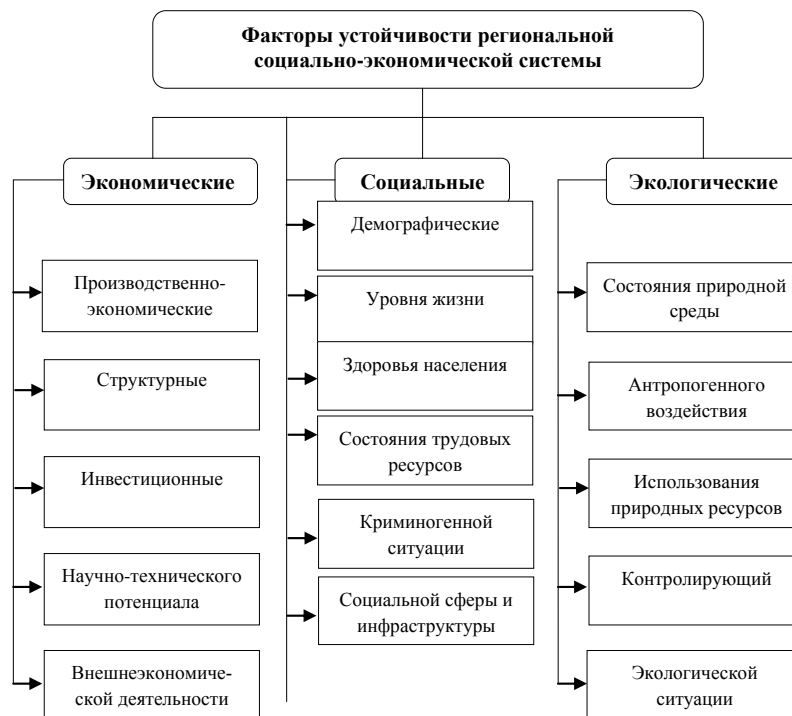 Факторы устойчивости региональной
социально-экономической системы
Экономические
Производственно-
экономические
Структурные
Инвестиционные
Научно-технического
потенциала
Внешнеэкономиче-
ской деятельности
Социальные
Демографические
Уровня жизни
Здоровья населения
Состояния трудовых
ресурсов
Криминогенной
ситуации
Социальной сферы и
инфраструктуры
Экологические
Состояния природной
среды
Антропогенного
воздействия
Использования
природных ресурсов
Контролирующий
Экологической
ситуации